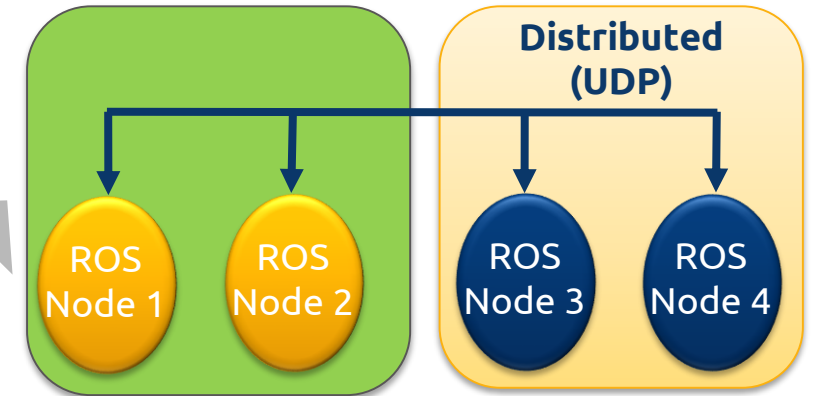 Distributed
(UDP)
ROS
Node 1
ROS
Node 2
ROS
Node 3
ROS
Node 4